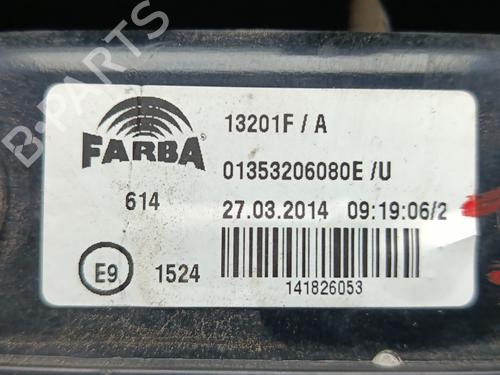 FARBA
®
13201F / A
01353206080E /U
614
27.03.2014 09:19:06/2
E9
1524
141826053
B-PARTS